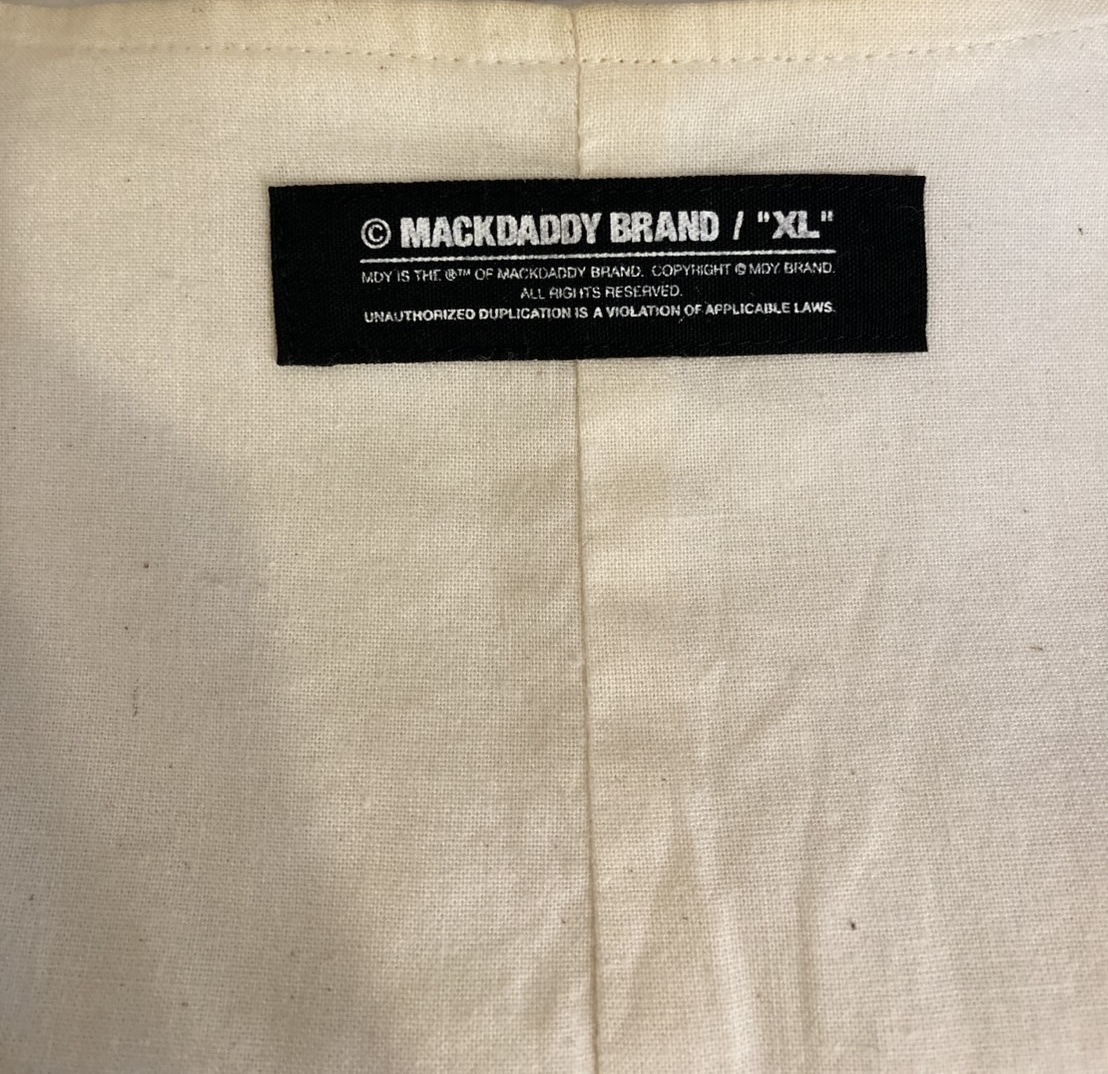 © MACKDADDY BRAND / "XL"
MDY IS THE ®™ OF MACKDADDY BRAND. COPYRIGHT © MDY BRAND.
ALL RIGHTS RESERVED.
UNAUTHORIZED DUPLICATION IS A VIOLATION OF APPLICABLE LAWS.